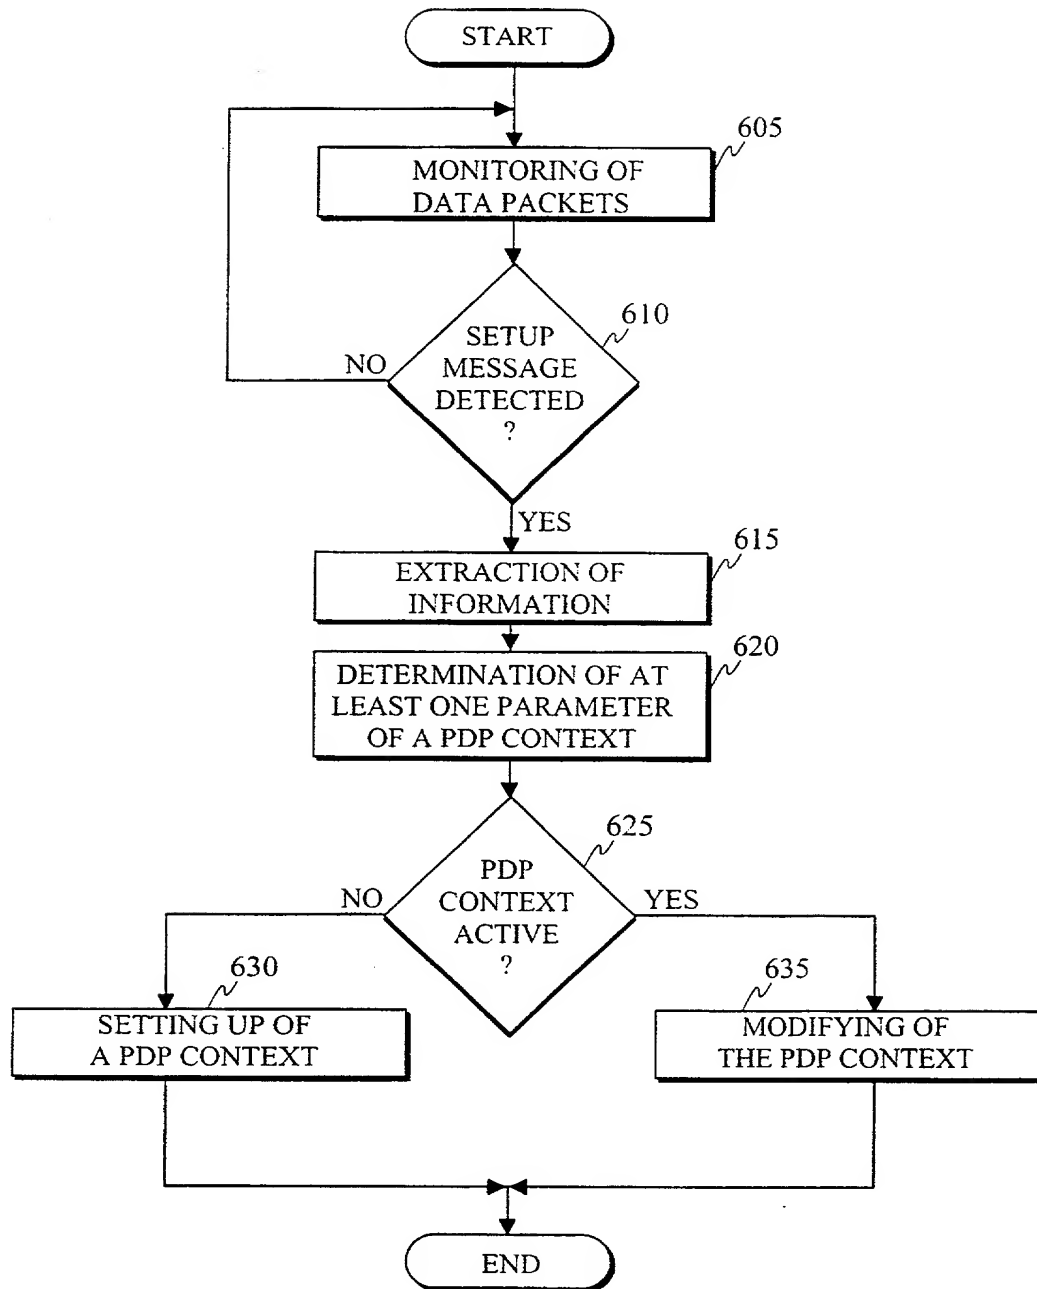 START
605
MONITORING OF
DATA PACKETS
610
SETUP
MESSAGE
DETECTED
?
NO
YES
615
EXTRACTION OF
INFORMATION
620
DETERMINATION OF AT
LEAST ONE PARAMETER
OF A PDP CONTEXT
625
PDP
CONTEXT
ACTIVE
?
NO
YES
630
SETTING UP OF
A PDP CONTEXT
635
MODIFYING OF
THE PDP CONTEXT
END